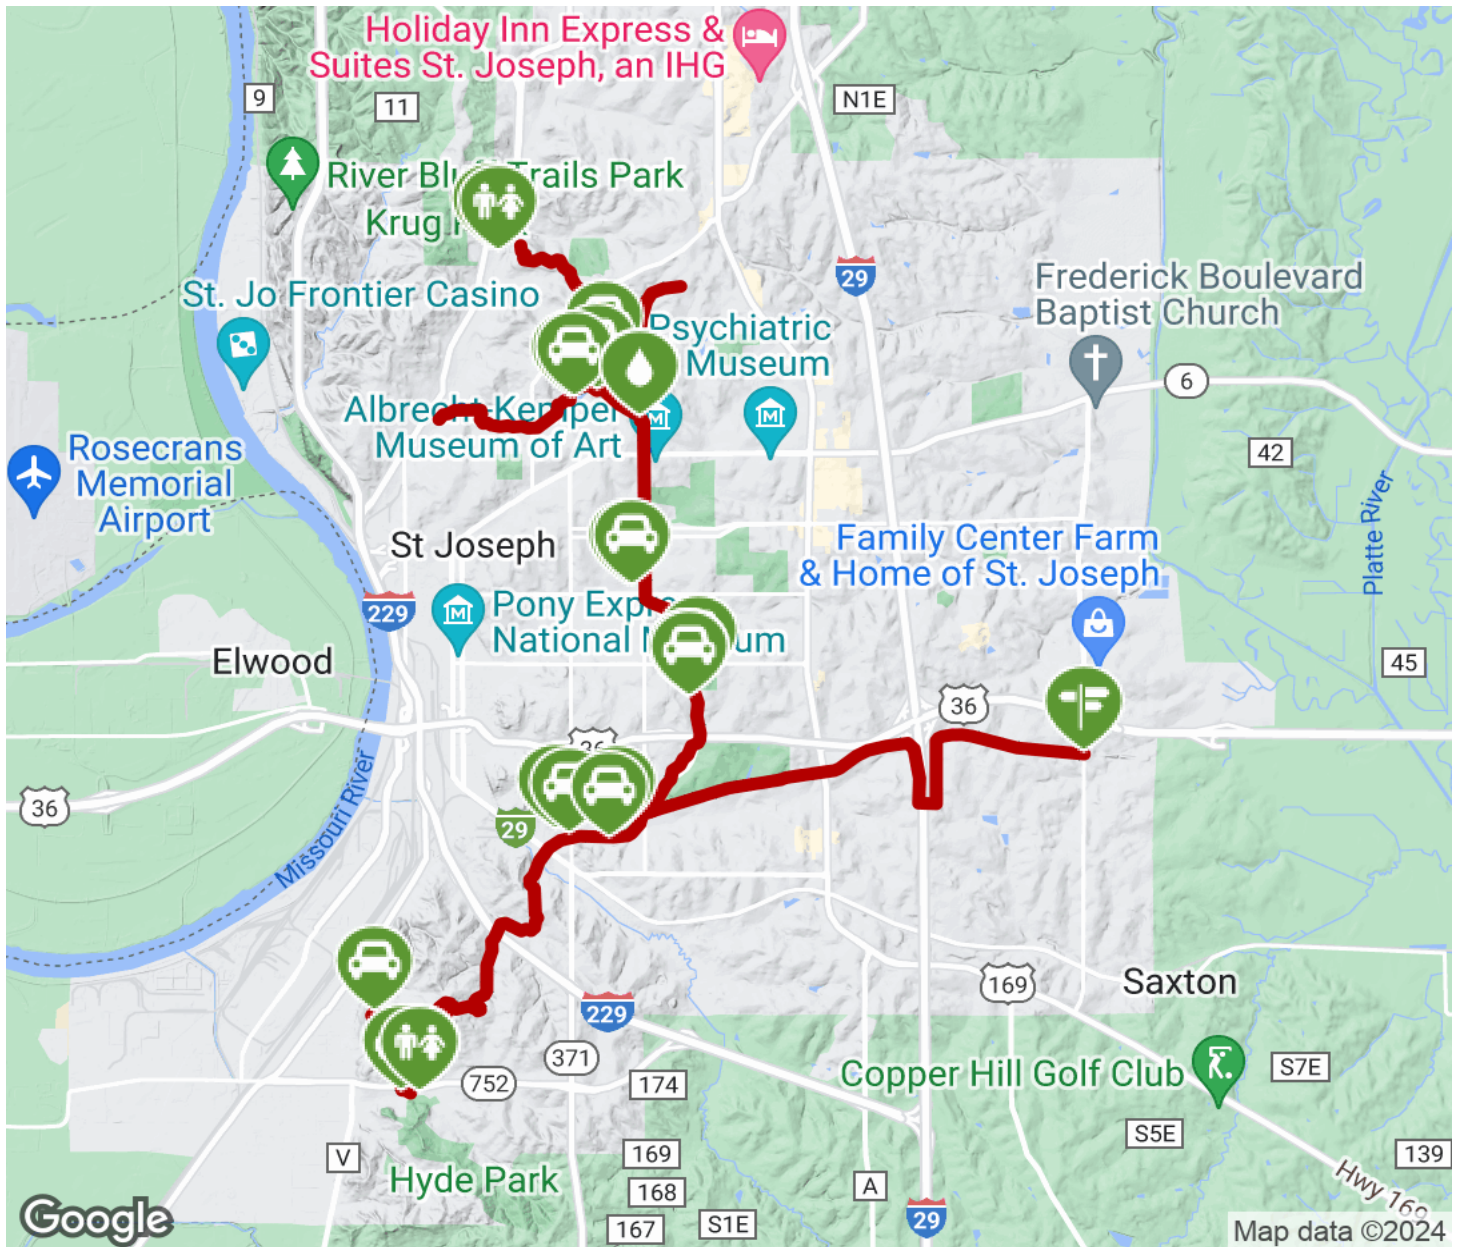 Holiday Inn Express &
Suites St. Joseph, an IHG
9
11
N1E
River Bluff Trails Park
Krug
29
Frederick Boulevard
Baptist Church
St. Jo Frontier Casino
Psychiatric
Museum
6
Albrecht-Kemper
Museum of Art
Rosecrans
Memorial
Airport
42
Platte River
St Joseph
Family Center Farm
& Home of St. Joseph
229
Pony Expre
National M um
Elwood
45
36
36
36
Missouri River
29
Saxton
169
229
371
752
174
Copper Hill Golf Club
S7E
S5E
V
169
139
Hyde Park
168
A
Hwy 169
167
S1E
29
Google
Map data ©2024